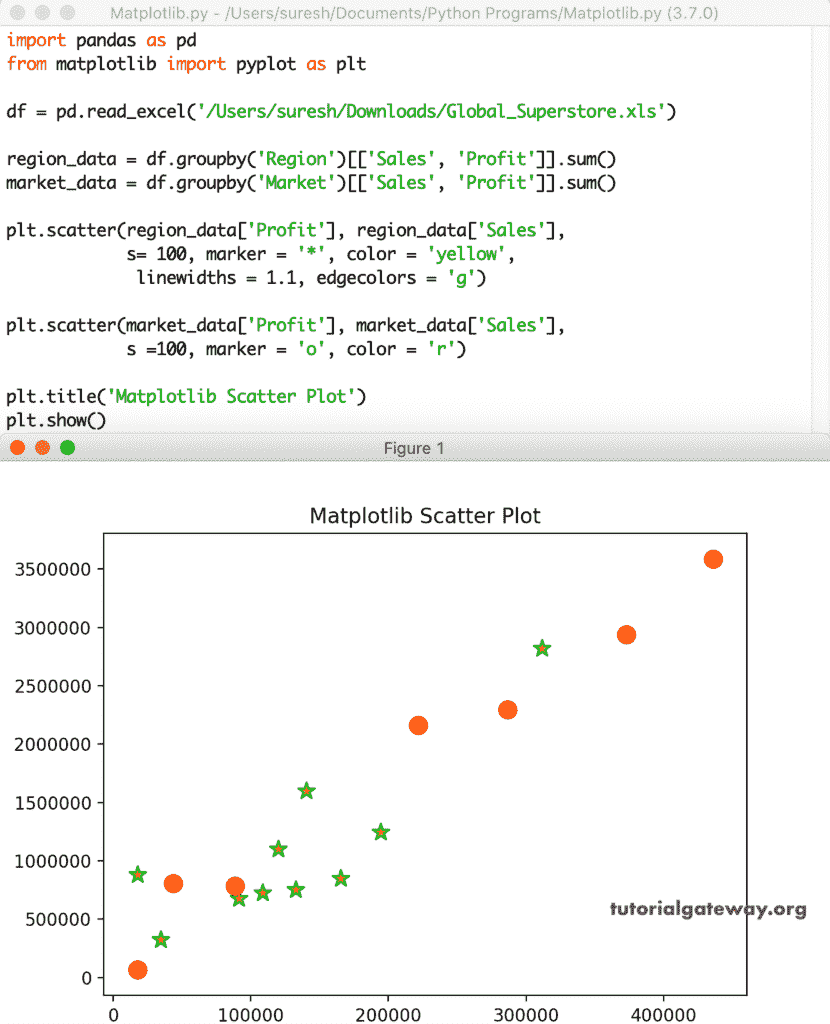 Matplotlib.py - /Users/suresh/Documents/Python Programs/Matplotlib.py (3.7.0)
import pandas as pd
from matplotlib import pyplot as plt
df = pd.read_excel('/Users/suresh/Downloads/Global_Superstore.xls')
region_data = df.groupby('Region')[['Sales', 'Profit']].sum()
market_data = df.groupby('Market')[['Sales', 'Profit']].sum()
plt.scatter(region_data['Profit'], region_data['Sales'],
s= 100, marker = '*', color = 'yellow',
linewidths = 1.1, edgecolors = 'g')
plt.scatter(market_data['Profit'], market_data['Sales'],
s =100, marker = 'o', color = 'r')
plt.title('Matplotlib Scatter Plot')
plt.show()
Figure 1
Matplotlib Scatter Plot
3500000
3000000
2500000
2000000
1500000
1000000
500000
0
tutorialgateway.org
0 100000 200000 300000 400000